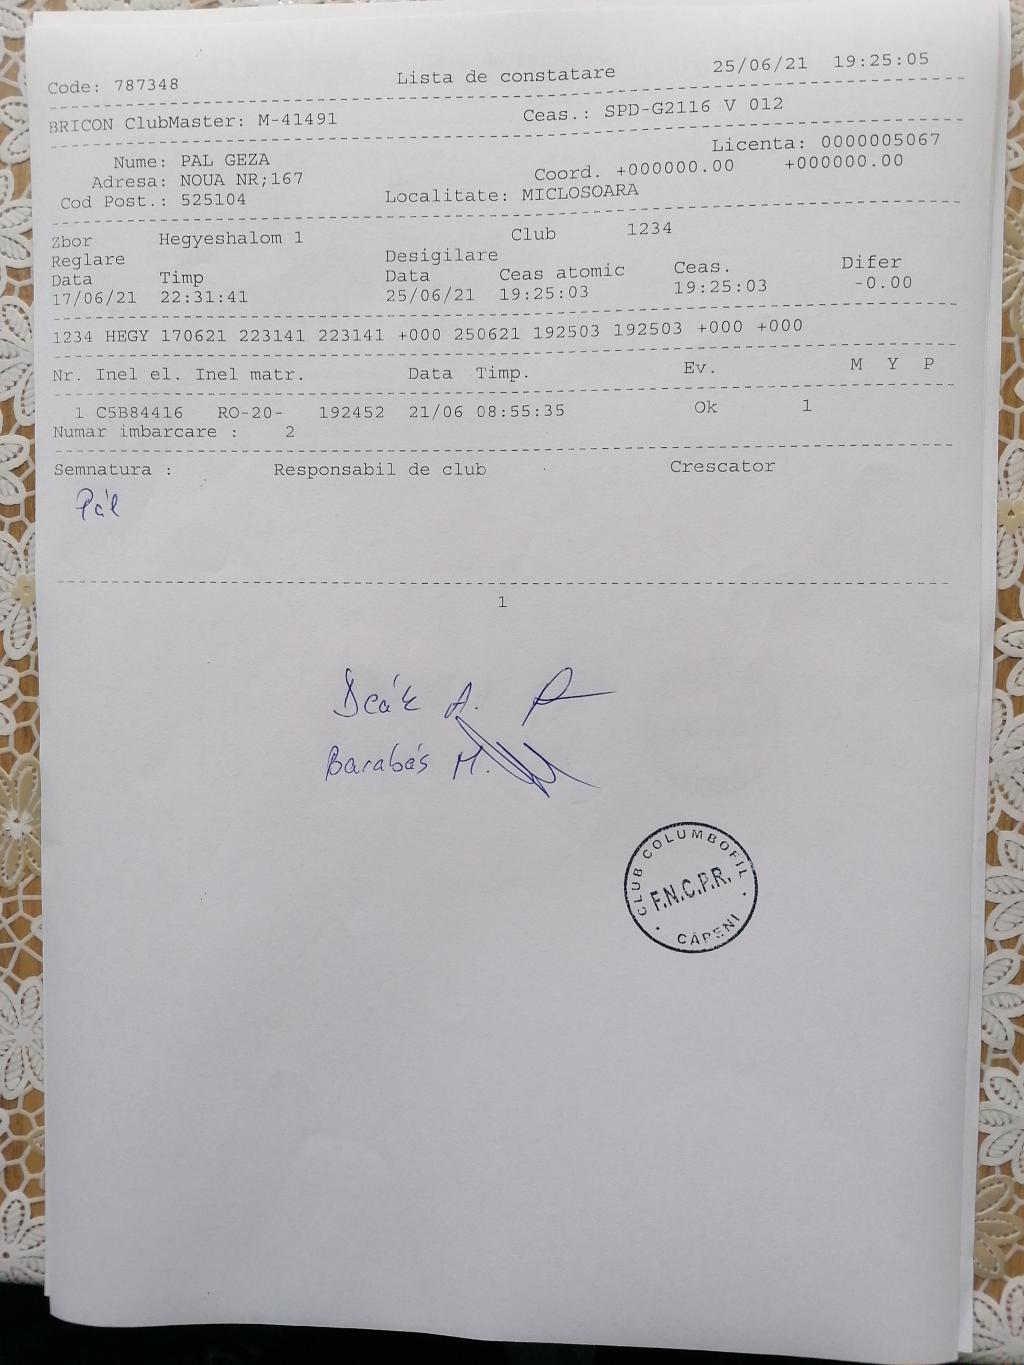 Code: 787348 Lista de constatare 25/06/21 19:25:05
BRICON ClubMaster: M-41491 Ceas.: SPD-G2116 V 012
Licenta: 0000005067
Nume: PAL GEZA
Coord. +000000.00 +000000.00
Adresa: NOUA NR;167
Cod Post.: 525104 Localitate: MICLOSOARA
Zbor Hegyeshalom 1 Club 1234
Reglare Desigilare
Data Timp Data Ceas atomic Ceas. Difer
17/06/21 22:31:41 25/06/21 19:25:03 19:25:03 -0.00
1234 HEGY 170621 223141 223141 +000 250621 192503 192503 +000 +000
Nr. Inel el. Inel matr. Data Timp. Ev. M Y P
1 C5B84416 RO-20- 192452 21/06 08:55:35 Ok 1
Numar imbarcare : 2
Semnatura : Responsabil de club Crescator
Pál
1
Deák A.
Barabás M.
CLUB COLUMBOFIL
F.N.C.P.R.
CĂPENI